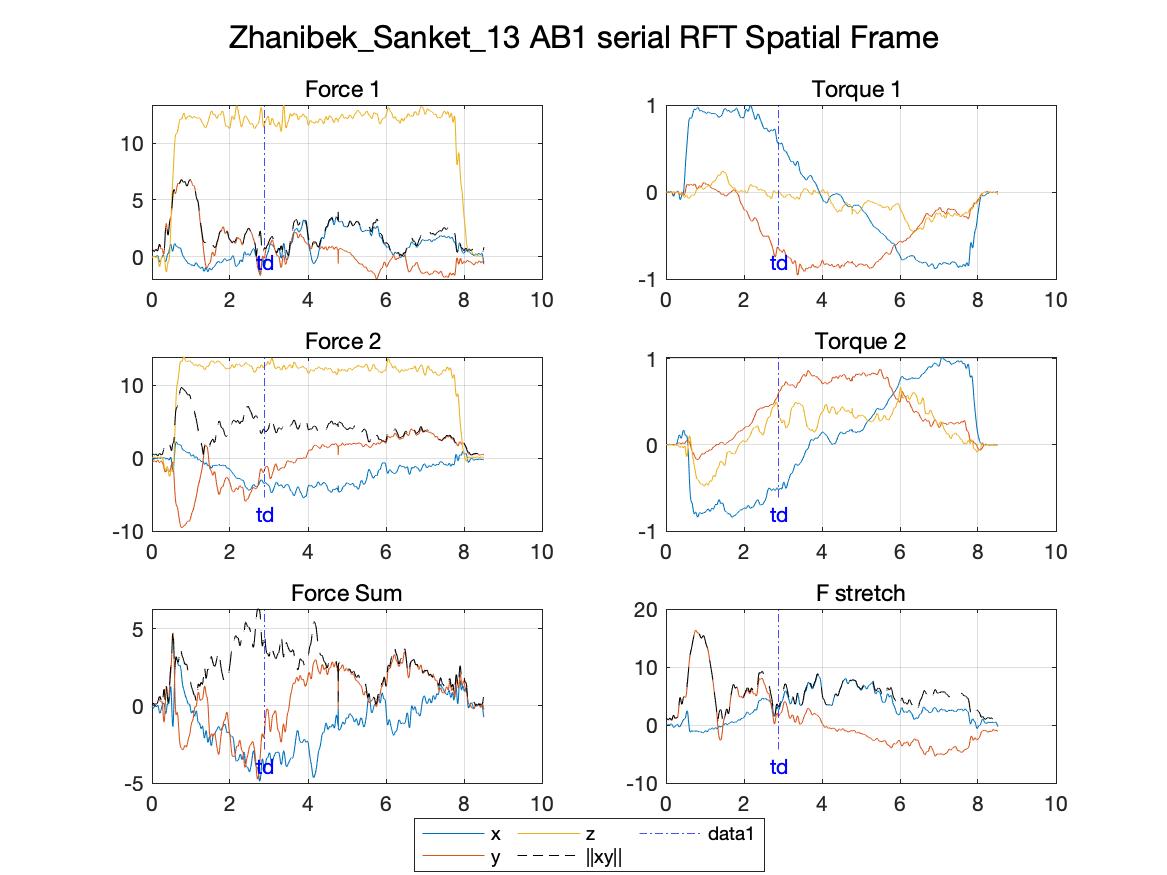 Zhanibek_Sanket_13 AB1 serial RFT Spatial Frame
Force 1
10
5
0
td
0 2 4 6 8 10
Torque 1
1
0
-1
td
0 2 4 6 8 10
Force 2
10
0
-10
td
0 2 4 6 8 10
Torque 2
1
0
-1
td
0 2 4 6 8 10
Force Sum
5
0
-5
td
0 2 4 6 8 10
F stretch
20
10
0
-10
td
0 2 4 6 8 10
x z data1
y ||xy||